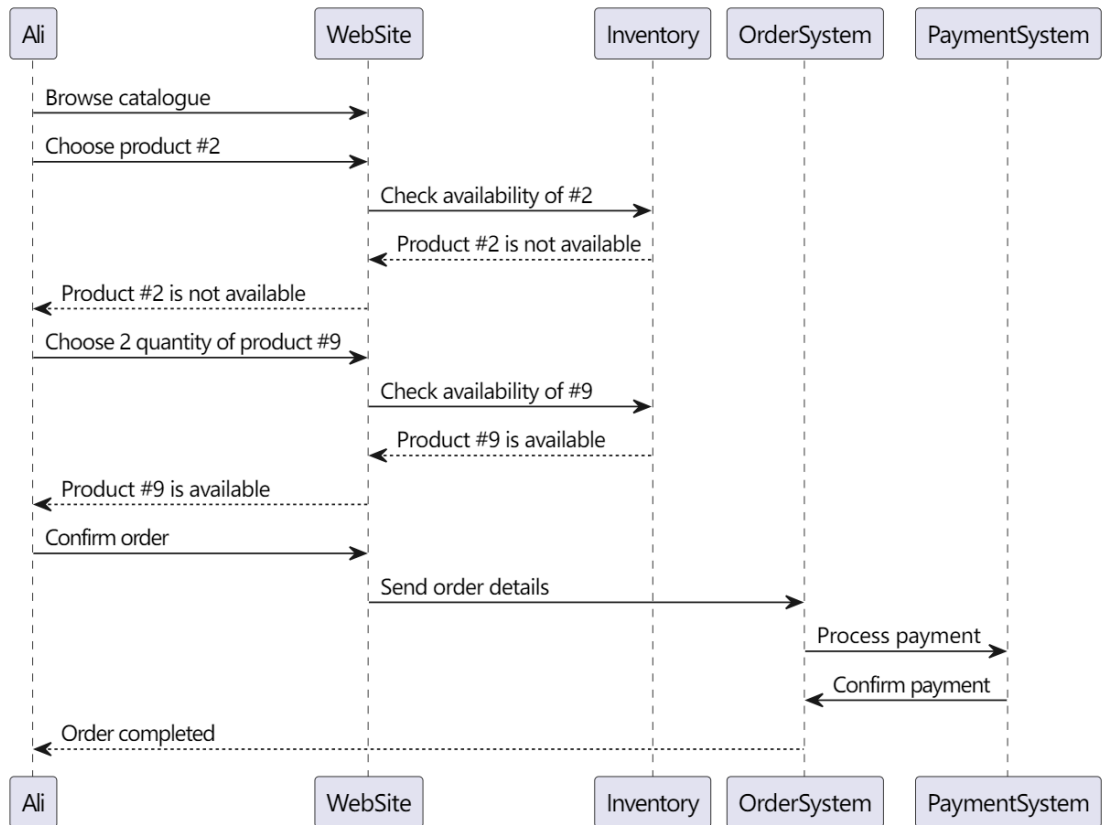 Ali
WebSite
Inventory
OrderSystem
PaymentSystem
Browse catalogue
Choose product #2
Check availability of #2
Product #2 is not available
Product #2 is not available
Choose 2 quantity of product #9
Check availability of #9
Product #9 is available
Product #9 is available
Confirm order
Send order details
Process payment
Confirm payment
Order completed
Ali
WebSite
Inventory
OrderSystem
PaymentSystem